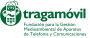 tragamóvil
Fundación para la Gestión
Medioambiental de Aparatos
de Telefonía y Comunicaciones